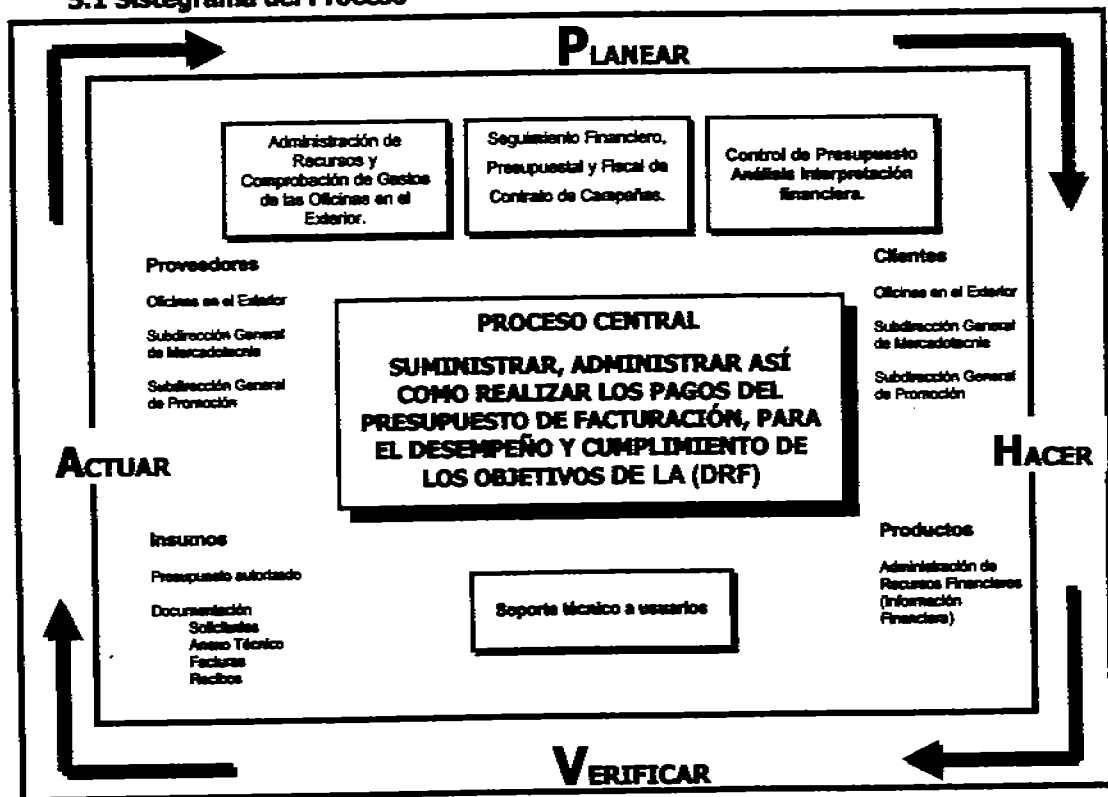 5.1 Sistegrama del Proceso
PLANEAR
Administración de
Recursos y
Comprobación de Gastos
de las Oficinas en el
Exterior.
Seguimiento Financiero,
Presupuestal y Fiscal de
Contrato de Campañas.
Control de Presupuesto
Análisis Interpretación
financiera.
Proveedores
Oficinas en el Exterior
Subdirección General
de Mercadotecnia
Subdirección General
de Promoción
Clientes
Oficinas en el Exterior
Subdirección General
de Mercadotecnia
Subdirección General
de Promoción
PROCESO CENTRAL
SUMINISTRAR, ADMINISTRAR ASÍ
COMO REALIZAR LOS PAGOS DEL
PRESUPUESTO DE FACTURACIÓN, PARA
EL DESEMPEÑO Y CUMPLIMIENTO DE
LOS OBJETIVOS DE LA (DRF)
ACTUAR
HACER
Insumos
Presupuesto autorizado
Documentación
Solicitudes
Anexo Técnico
Facturas
Recibos
Soporte técnico a usuarios
Productos
Administración de
Recursos Financieros
(Información
Financiera)
VERIFICAR